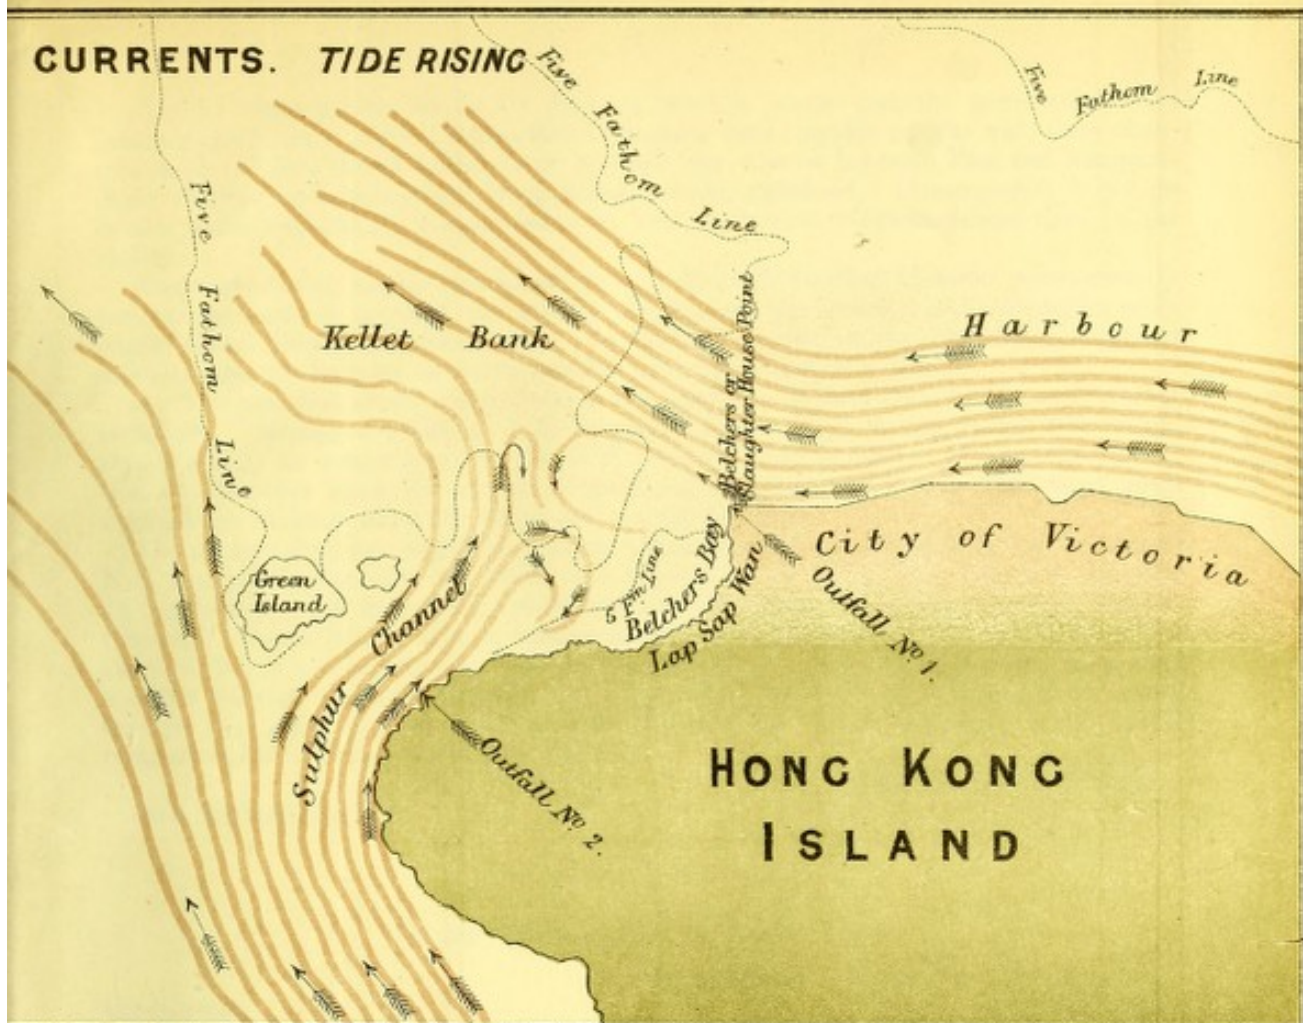 CURRENTS. TIDE RISING
Five Fathom Line
Five Fathom Line
Five Fathom Line
Harbour
Kellet Bank
Belchers or
Slaughter House Point
City of Victoria
Green
Island
Channel
Sulphur
5 Fm Line
Belchers Bay
Lap Sap Wan
Outfall No. 1.
Outfall No. 2.
HONG KONG
ISLAND